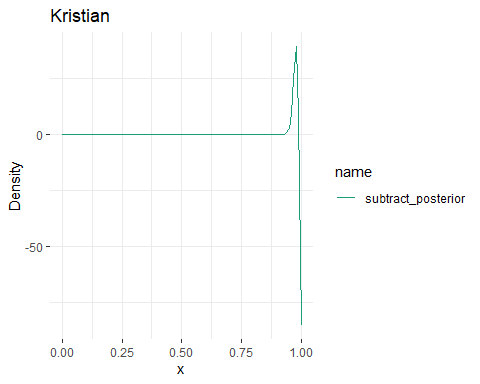 Kristian
Density
0
-50
0.00 0.25 0.50 0.75 1.00
x
name
subtract_posterior